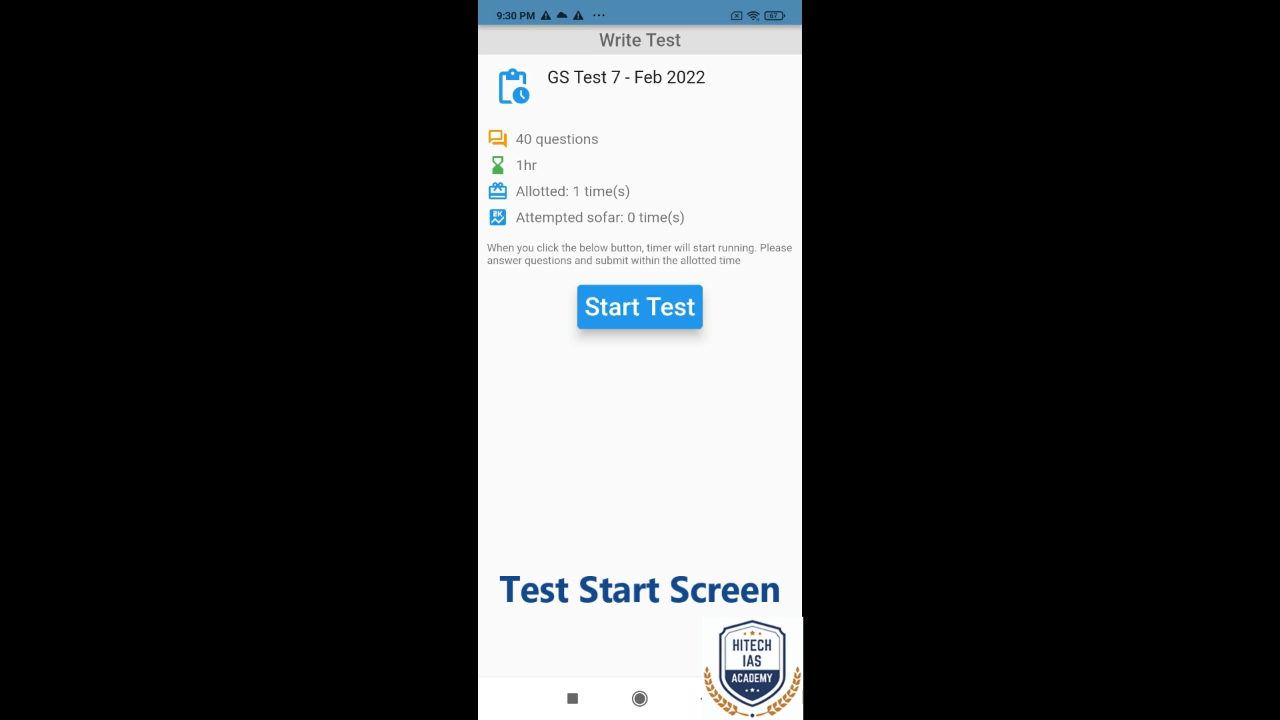 9:30 PM
67
Write Test
GS Test 7 - Feb 2022
40 questions
1hr
Allotted: 1 time(s)
Attempted sofar: 0 time(s)
When you click the below button, timer will start running. Please
answer questions and submit within the allotted time
Start Test
Test Start Screen
HITECH
IAS
ACADEMY